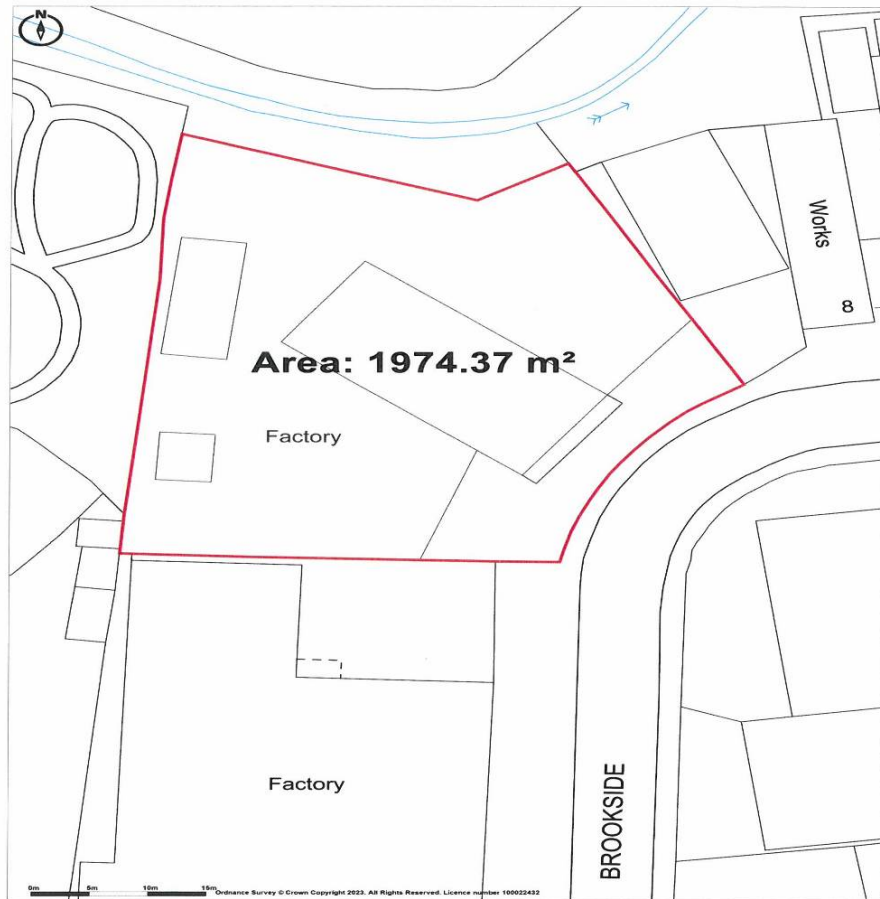 N
Works
8
Area: 1974.37 m²
Factory
Factory
BROOKSIDE
0m 5m 10m 15m
Ordnance Survey © Crown Copyright 2023. All Rights Reserved. Licence number 100022432